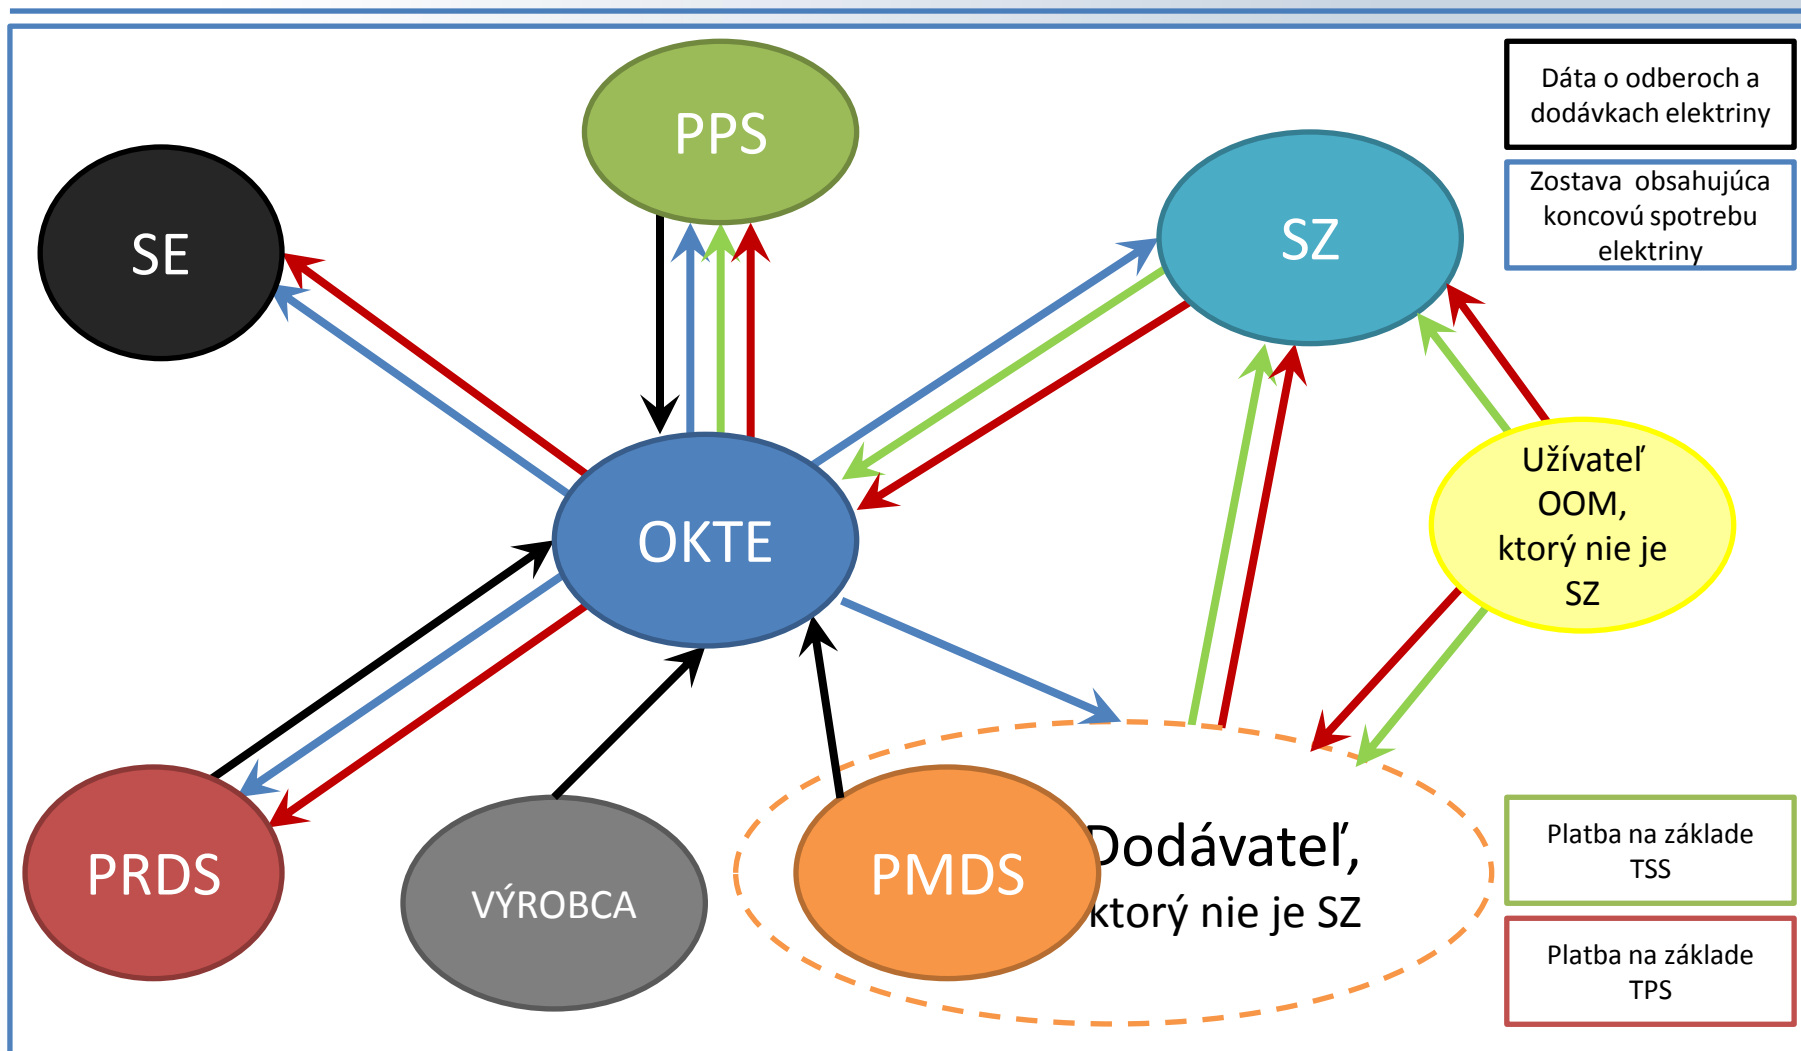 Dáta o odberoch a
dodávkach elektriny
PPS
SE
SZ
Zostava obsahujúca
koncovú spotrebu
elektriny
OKTE
Užívateľ
OOM,
ktorý nie je
SZ
PRDS
VÝROBCA
PMDS
Dodávateľ,
ktorý nie je SZ
Platba na základe
TSS
Platba na základe
TPS